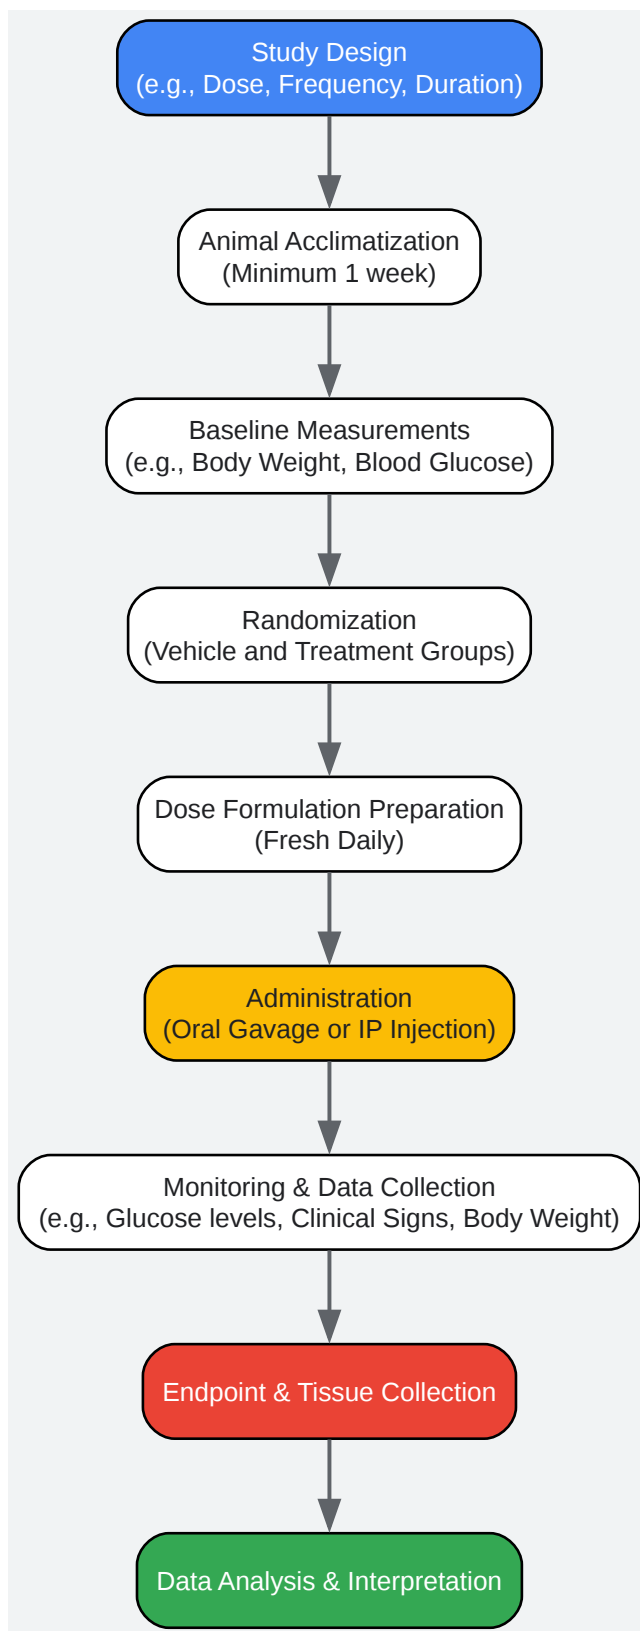 Study Design
(e.g., Dose, Frequency, Duration)
Animal Acclimatization
(Minimum 1 week)
Baseline Measurements
(e.g., Body Weight, Blood Glucose)
Randomization
(Vehicle and Treatment Groups)
Dose Formulation Preparation
(Fresh Daily)
Administration
(Oral Gavage or IP Injection)
Monitoring & Data Collection
(e.g., Glucose levels, Clinical Signs, Body Weight)
Endpoint & Tissue Collection
Data Analysis & Interpretation